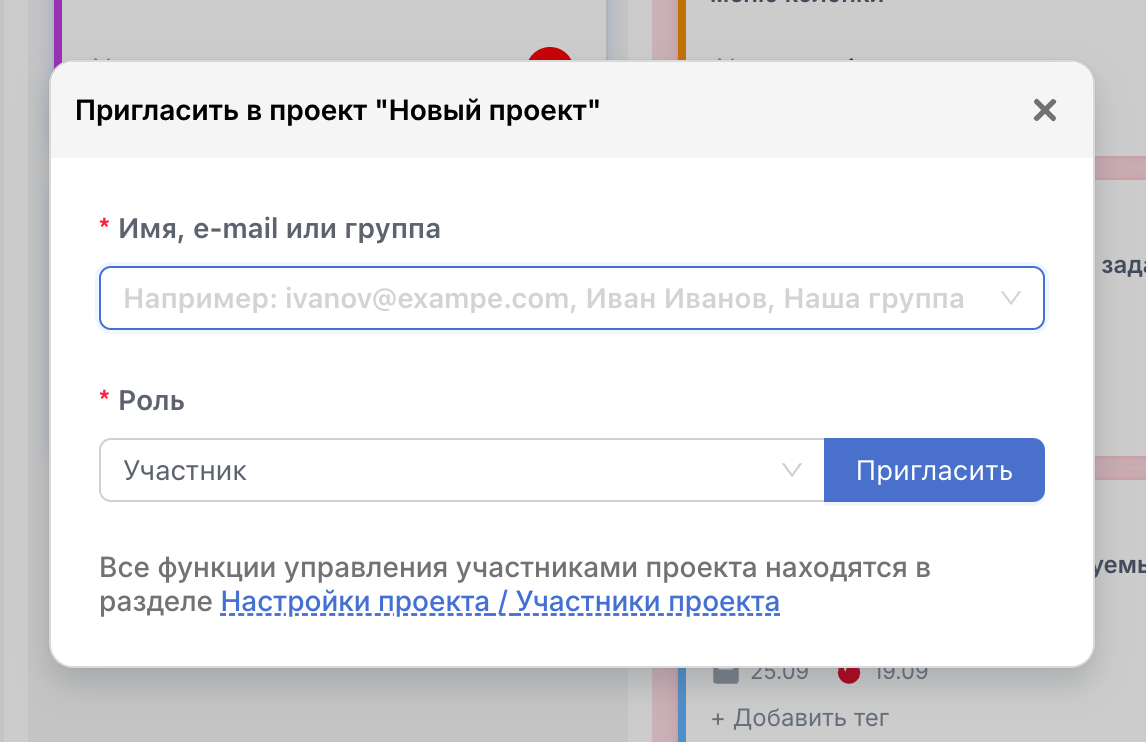 Пригласить в проект "Новый проект"
* Имя, e-mail или группа
Например: ivanov@exampe.com, Иван Иванов, Наша группа
зада
* Роль
Участник
Пригласить
Все функции управления участниками проекта находятся в
уемы
разделе Настройки проекта / Участники проекта
25.09 19.09
+ Добавить тег